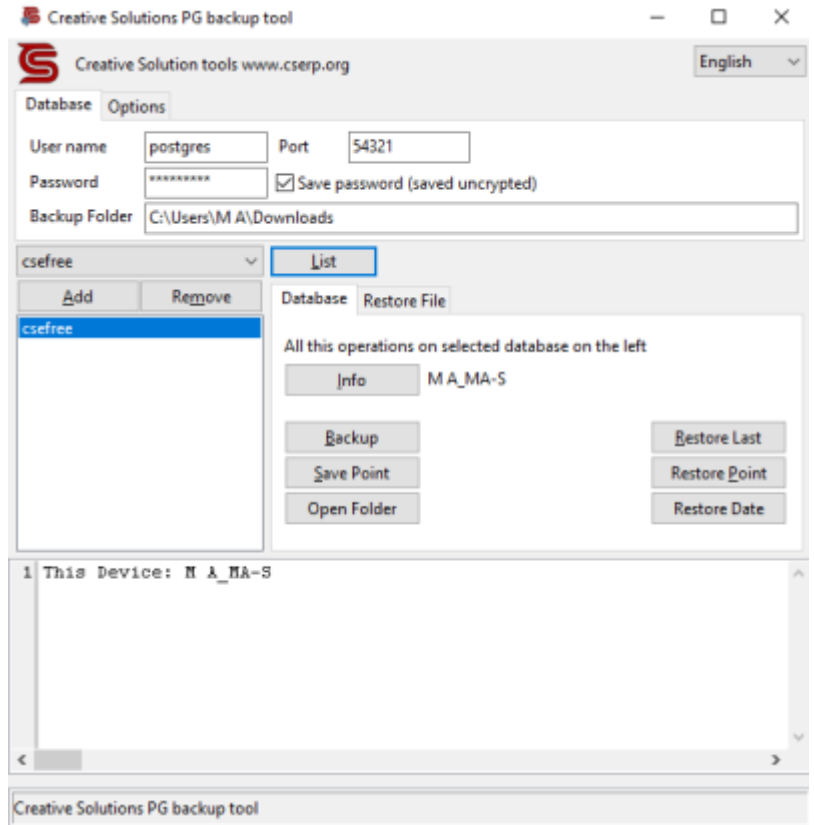 Creative Solutions PG backup tool
Creative Solution tools www.cserp.org
English
Database Options
User name postgres Port 54321
Password ********* Save password (saved uncrypted)
Backup Folder C:\Users\M A\Downloads
csefree List
Add Remove Database Restore File
csefree
All this operations on selected database on the left
Info M A_MA-S
Backup Restore Last
Save Point Restore Point
Open Folder Restore Date
1 This Device: M A_MA-S
Creative Solutions PG backup tool